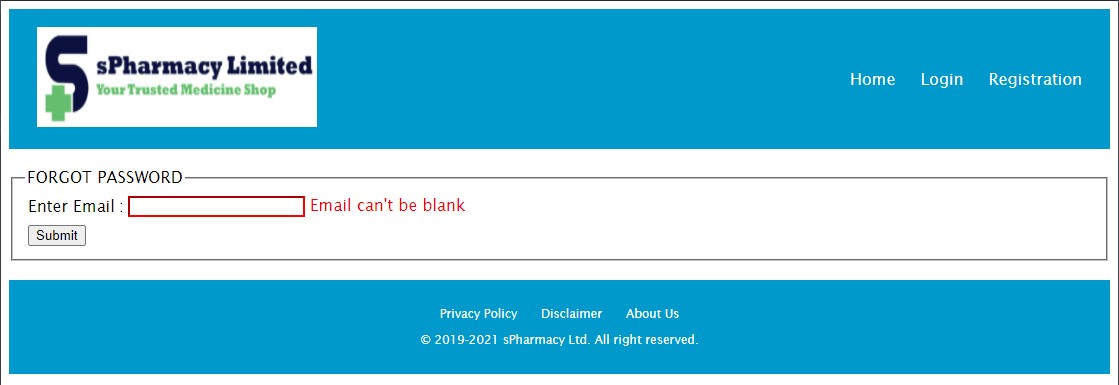 sPharmacy Limited
Your Trusted Medicine Shop
Home Login Registration
FORGOT PASSWORD
Enter Email : Email can't be blank
Submit
Privacy Policy Disclaimer About Us
© 2019-2021 sPharmacy Ltd. All right reserved.